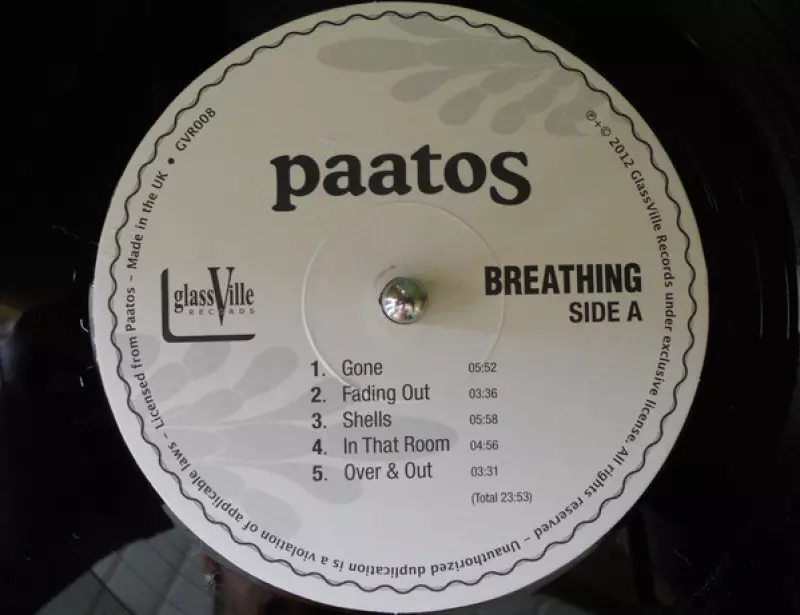 paatos
glassVille
RECORDS
BREATHING
SIDE A
1. Gone 05:52
2. Fading Out 03:36
3. Shells 05:58
4. In That Room 04:56
5. Over & Out 03:31
(Total 23:53)
℗+© 2012 GlassVille Records under exclusive license. All rights reserved – Unauthorized duplication is a violation of applicable laws – Licensed from Paatos – Made in the UK • GVR008